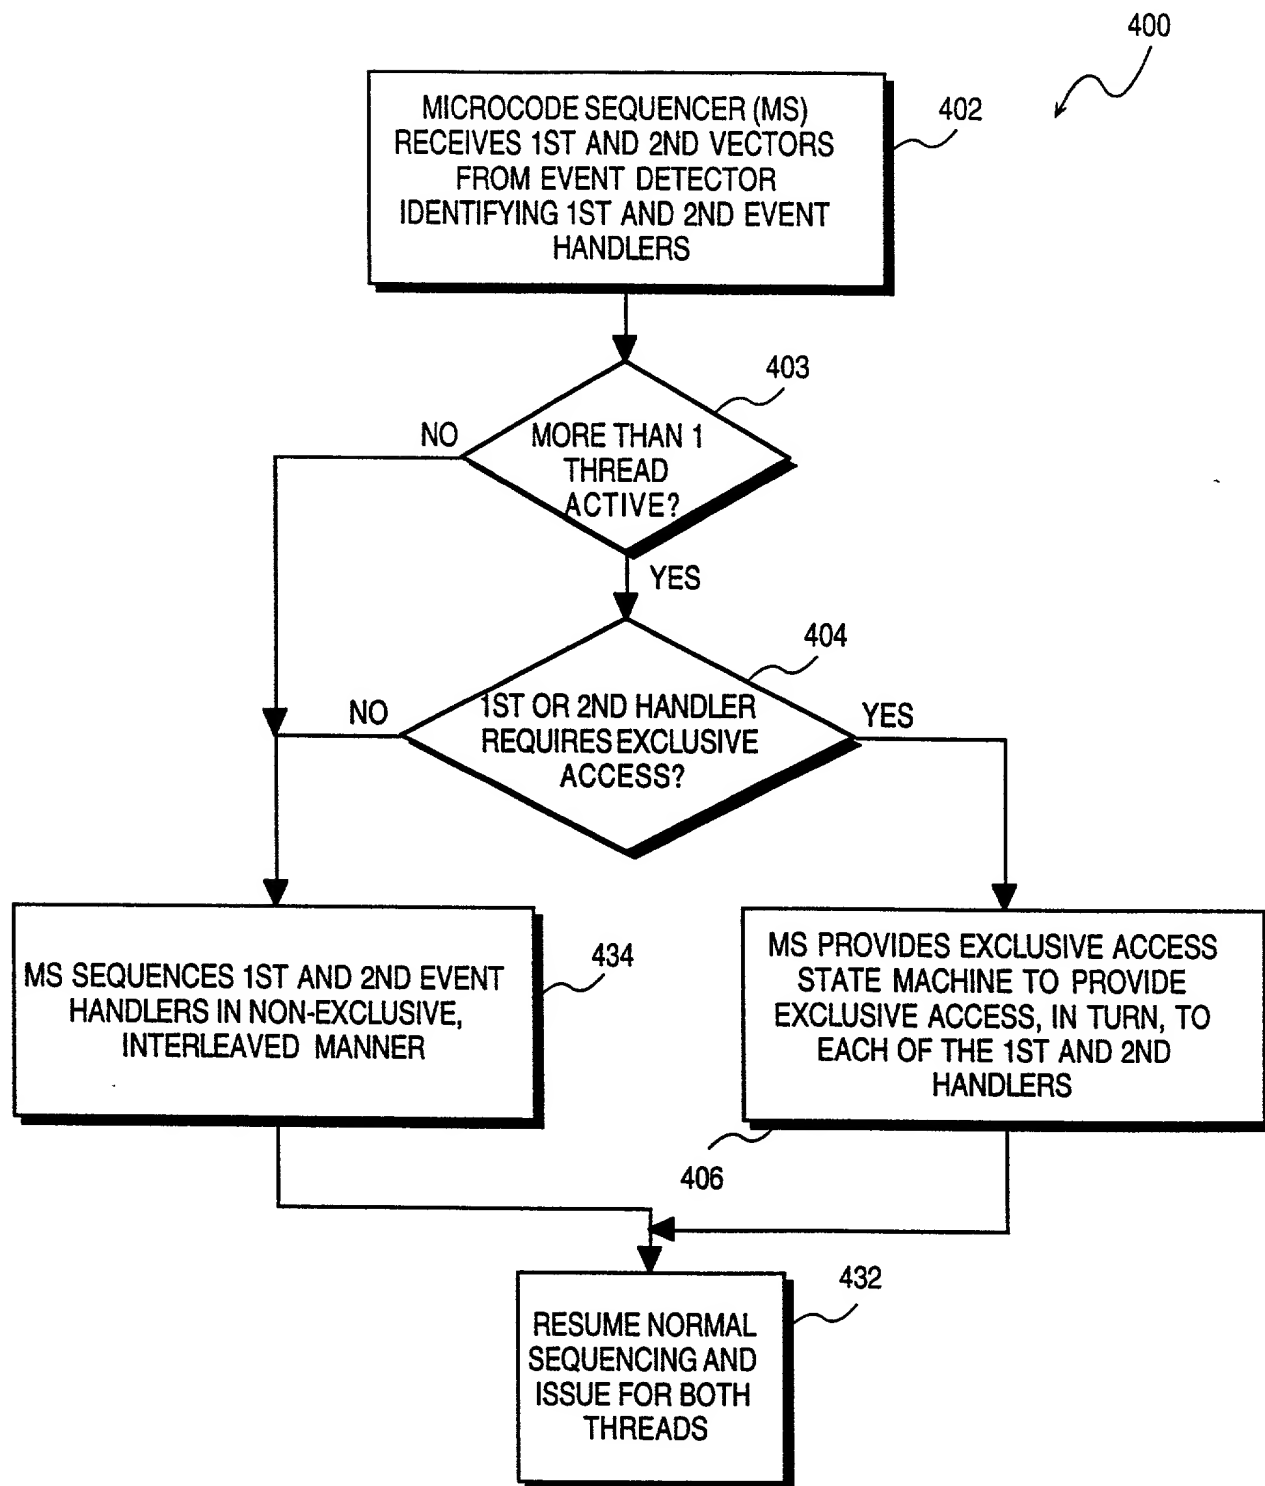 400
MICROCODE SEQUENCER (MS)
RECEIVES 1ST AND 2ND VECTORS
FROM EVENT DETECTOR
IDENTIFYING 1ST AND 2ND EVENT
HANDLERS
402
403
MORE THAN 1
THREAD
ACTIVE?
NO
YES
404
1ST OR 2ND HANDLER
REQUIRES EXCLUSIVE
ACCESS?
NO
YES
MS SEQUENCES 1ST AND 2ND EVENT
HANDLERS IN NON-EXCLUSIVE,
INTERLEAVED MANNER
434
MS PROVIDES EXCLUSIVE ACCESS
STATE MACHINE TO PROVIDE
EXCLUSIVE ACCESS, IN TURN, TO
EACH OF THE 1ST AND 2ND
HANDLERS
406
432
RESUME NORMAL
SEQUENCING AND
ISSUE FOR BOTH
THREADS